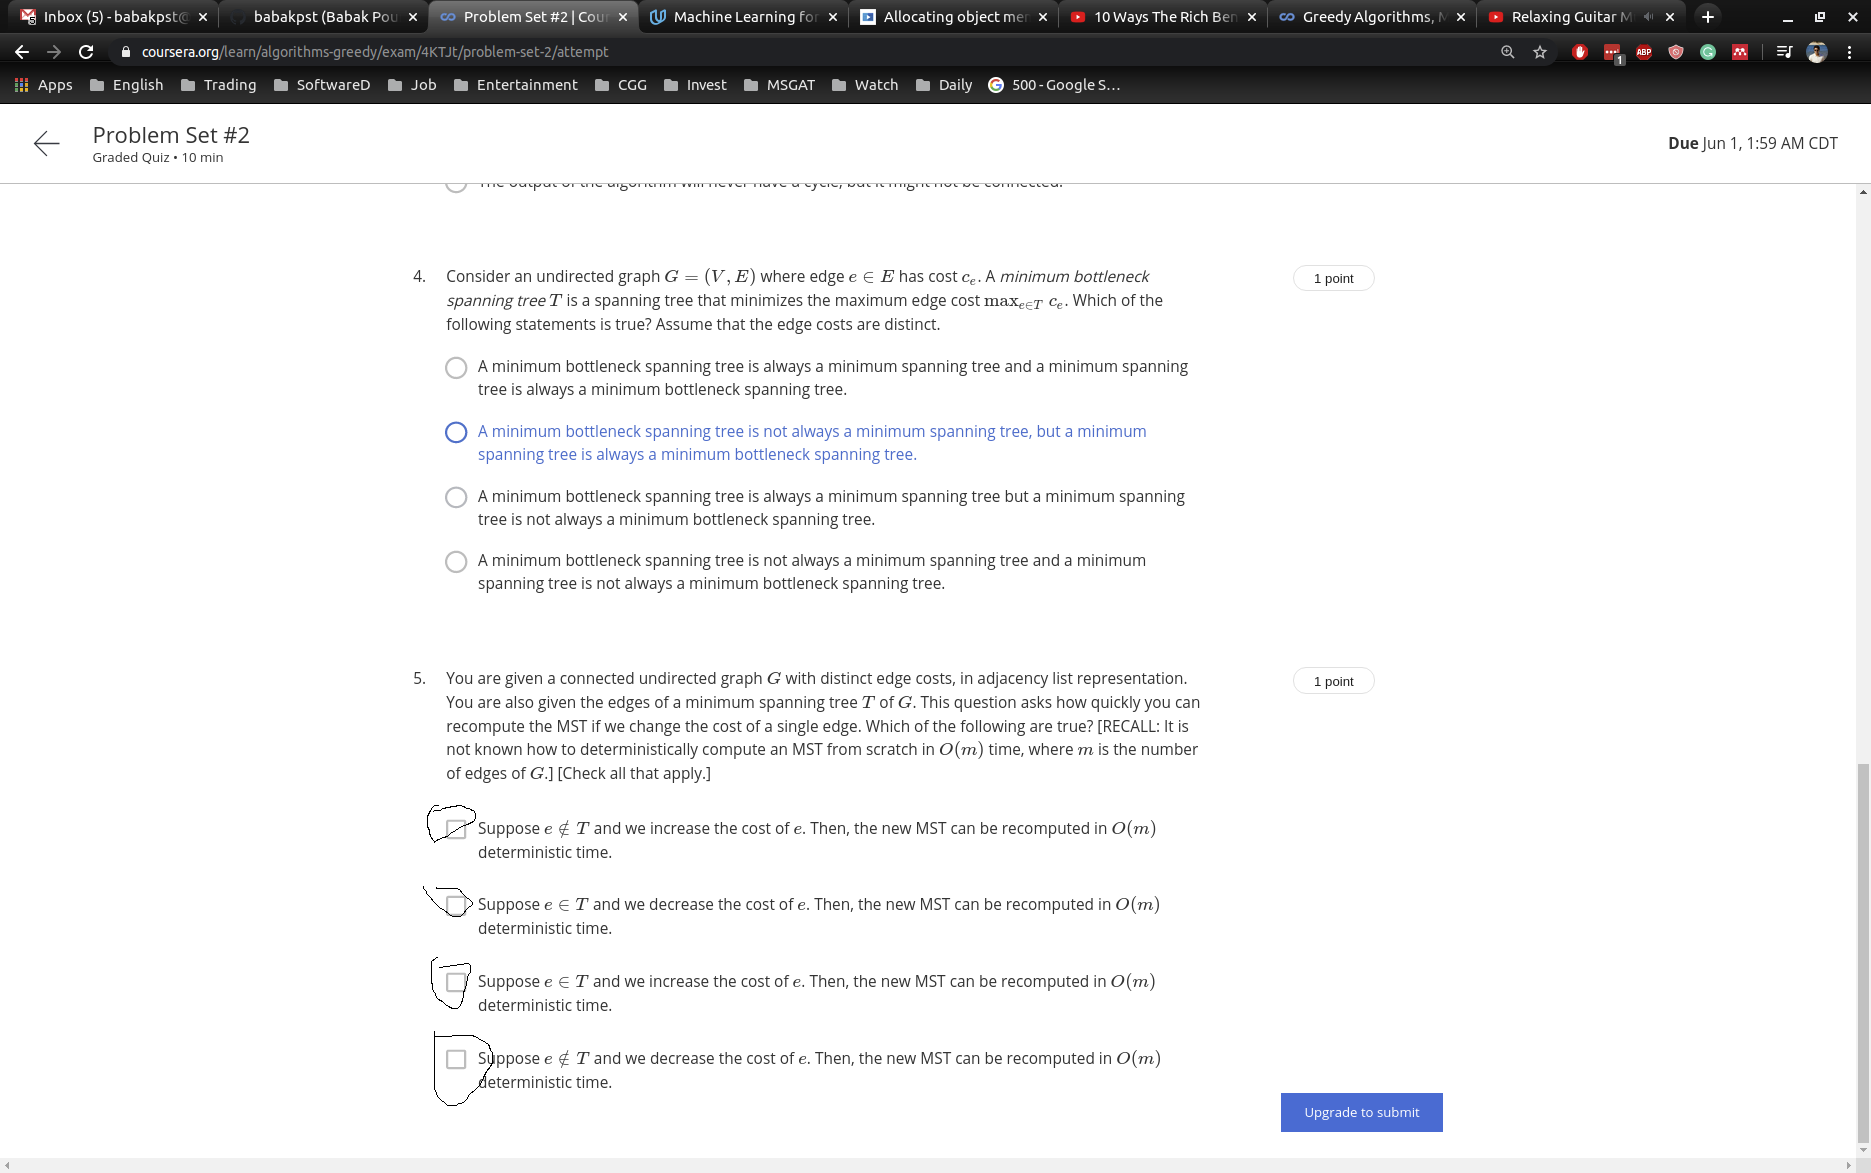 Inbox (5) - babakpst@ babakpst (Babak Pou Problem Set #2 | Cour Machine Learning for Allocating object mer 10 Ways The Rich Ben Greedy Algorithms, M Relaxing Guitar M
coursera.org/learn/algorithms-greedy/exam/4KTJt/problem-set-2/attempt ABP 1
Apps English Trading SoftwareD Job Entertainment CGG Invest MSGAT Watch Daily 500 - Google S...
Problem Set #2
Graded Quiz • 10 min
Due Jun 1, 1:59 AM CDT
The output of the algorithm will never have a cycle, but it might not be connected.
4. Consider an undirected graph G = (V, E) where edge e ∈ E has cost cₑ. A minimum bottleneck 1 point
spanning tree T is a spanning tree that minimizes the maximum edge cost max_{e∈T} cₑ. Which of the
following statements is true? Assume that the edge costs are distinct.
A minimum bottleneck spanning tree is always a minimum spanning tree and a minimum spanning
tree is always a minimum bottleneck spanning tree.
A minimum bottleneck spanning tree is not always a minimum spanning tree, but a minimum
spanning tree is always a minimum bottleneck spanning tree.
A minimum bottleneck spanning tree is always a minimum spanning tree but a minimum spanning
tree is not always a minimum bottleneck spanning tree.
A minimum bottleneck spanning tree is not always a minimum spanning tree and a minimum
spanning tree is not always a minimum bottleneck spanning tree.
5. You are given a connected undirected graph G with distinct edge costs, in adjacency list representation. 1 point
You are also given the edges of a minimum spanning tree T of G. This question asks how quickly you can
recompute the MST if we change the cost of a single edge. Which of the following are true? [RECALL: It is
not known how to deterministically compute an MST from scratch in O(m) time, where m is the number
of edges of G.] [Check all that apply.]
Suppose e ∉ T and we increase the cost of e. Then, the new MST can be recomputed in O(m)
deterministic time.
Suppose e ∈ T and we decrease the cost of e. Then, the new MST can be recomputed in O(m)
deterministic time.
Suppose e ∈ T and we increase the cost of e. Then, the new MST can be recomputed in O(m)
deterministic time.
Suppose e ∉ T and we decrease the cost of e. Then, the new MST can be recomputed in O(m)
deterministic time.
Upgrade to submit